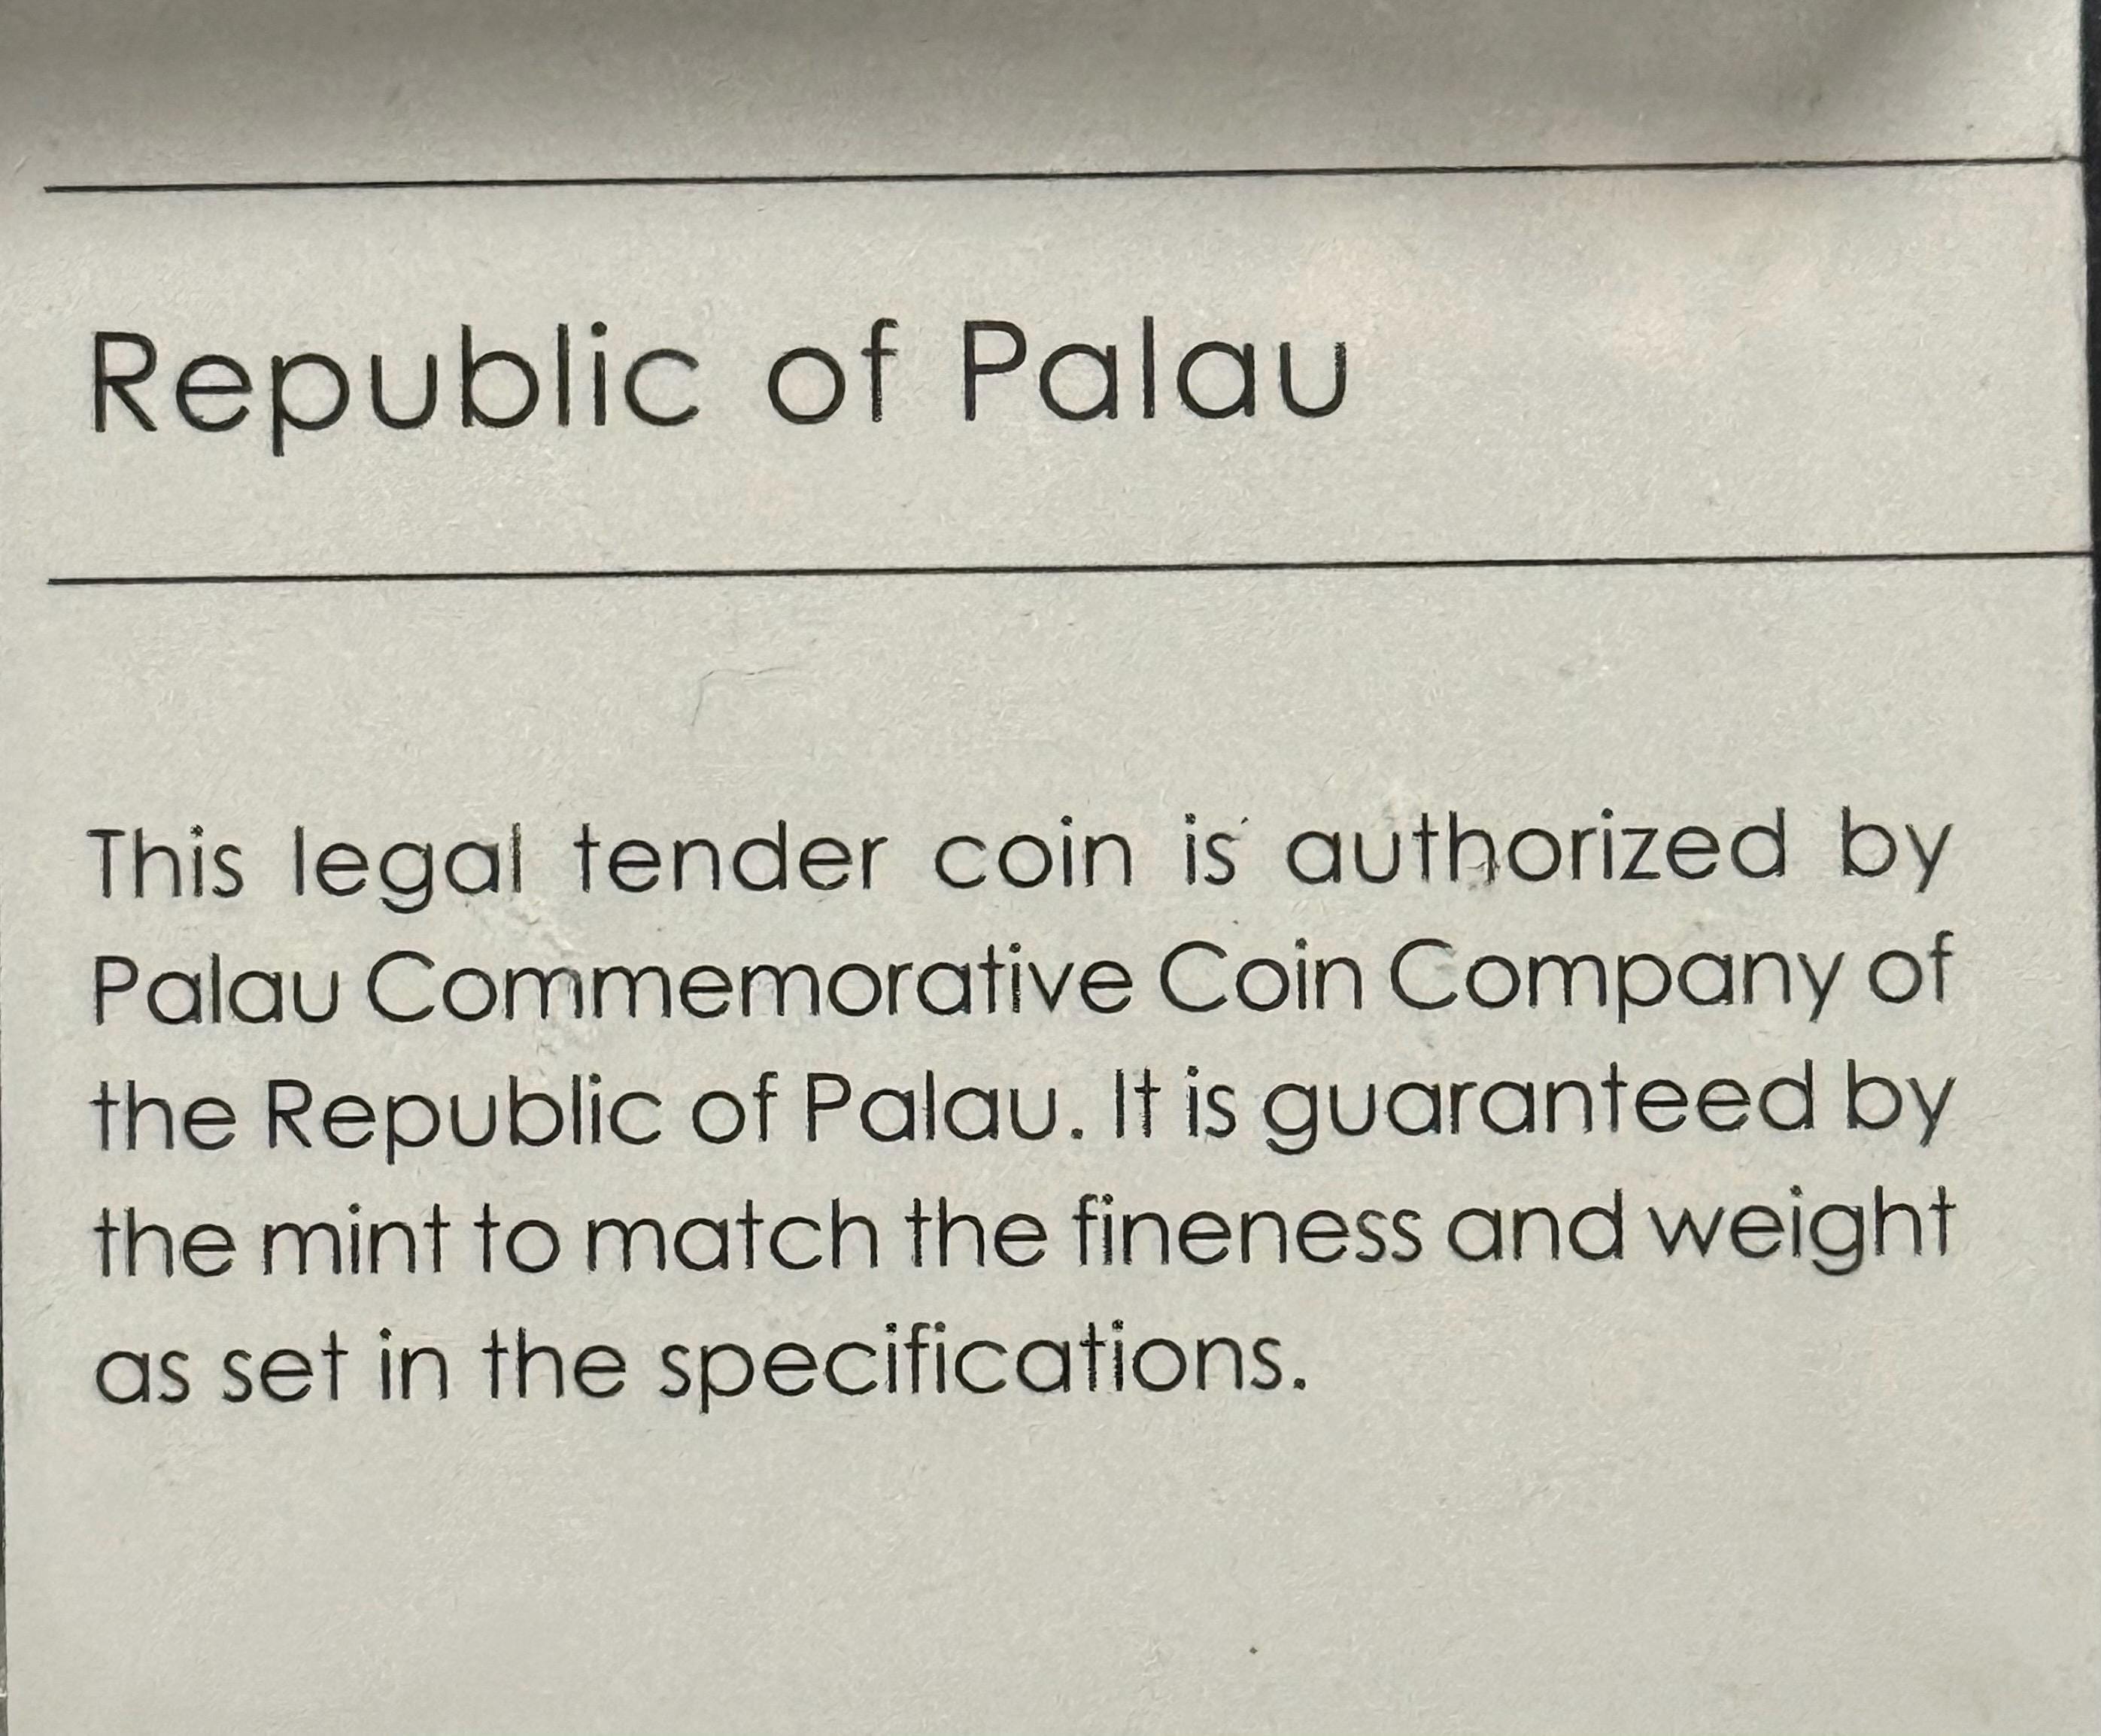 Republic of Palau
This legal tender coin is authorized by
Palau Commemorative Coin Company of
the Republic of Palau. It is guaranteed by
the mint to match the fineness and weight
as set in the specifications.